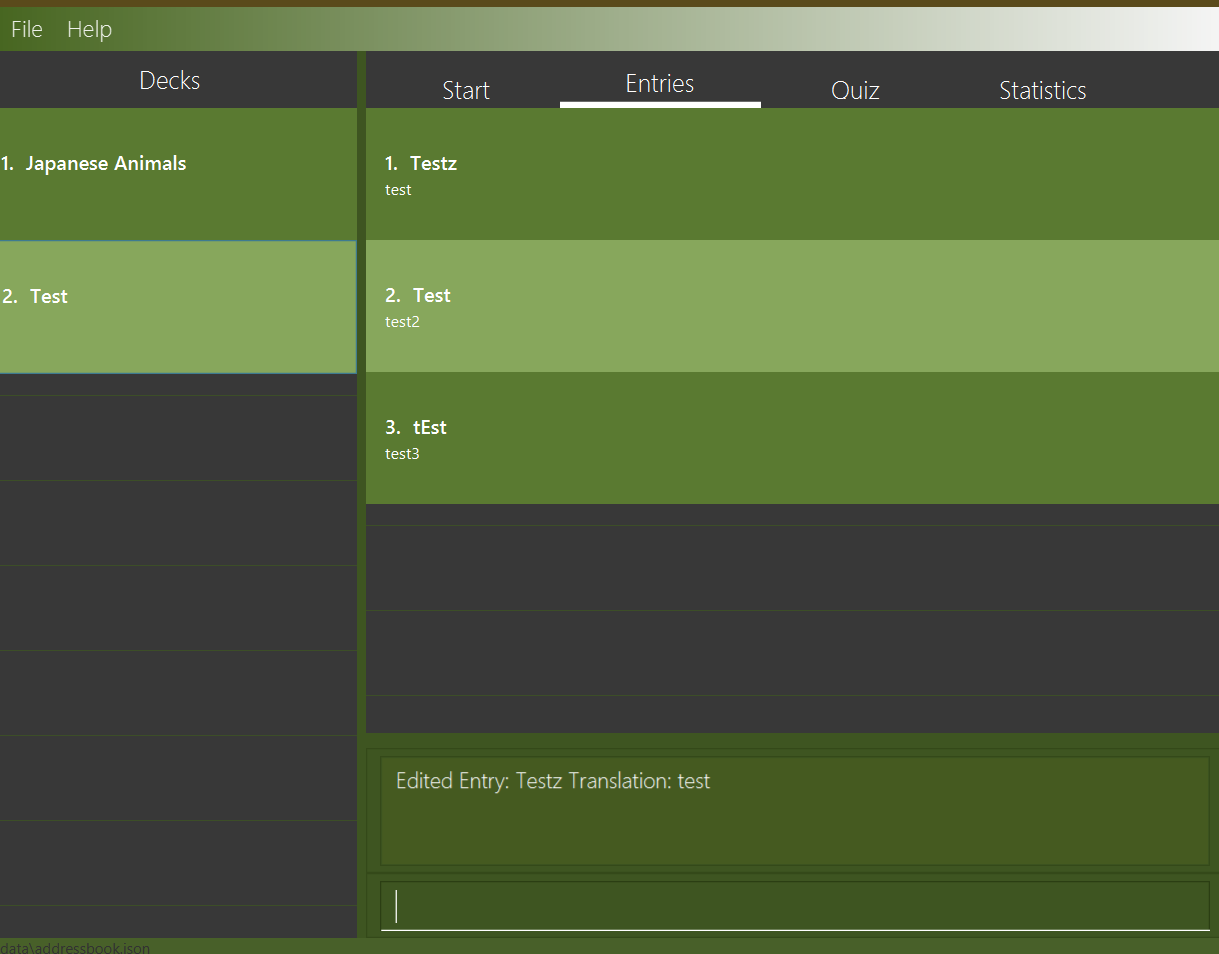 File Help
Decks
Start Entries Quiz Statistics
1. Japanese Animals
2. Test
1. Testz
test
2. Test
test2
3. tEst
test3
Edited Entry: Testz Translation: test
data\addressbook.json